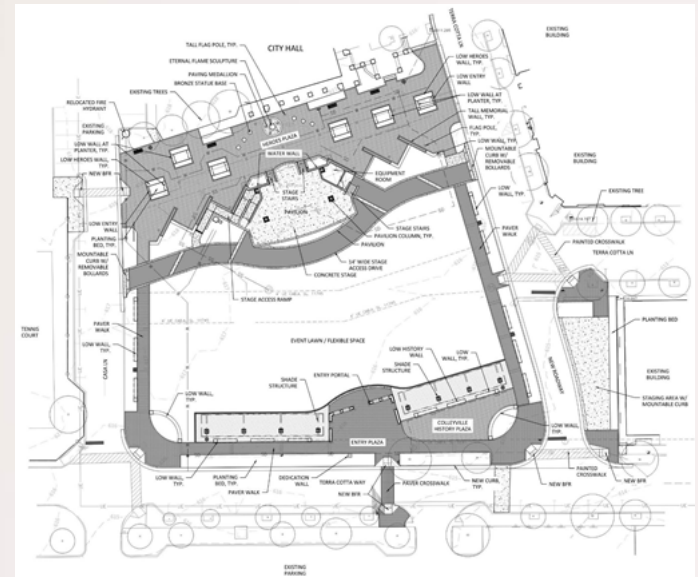 CITY HALL
TALL FLAG POLE, TYP.
ETERNAL FLAME SCULPTURE
PAVING MEDALLION
BRONZE STATUE BASE
EXISTING TREES
RELOCATED FIRE
HYDRANT
EXISTING
PARKING
LOW WALL AT
PLANTER, TYP.
LOW HEROES WALL,
TYP.
NEW BFR
LOW ENTRY
WALL
PLANTING
BED, TYP.
MOUNTABLE
CURB W/
REMOVABLE
BOLLARDS
TERRA COTTA LN
EXISTING
BUILDING
LOW HEROES
WALL, TYP.
LOW ENTRY
WALL
LOW WALL AT
PLANTER, TYP.
TALL MEMORIAL
WALL, TYP.
FLAG POLE,
TYP.
LOW WALL, TYP.
MOUNTABLE
CURB W/
REMOVABLE
BOLLARDS
EXISTING
BUILDING
HEROES PLAZA
WATER WALL
EQUIPMENT
ROOM
STAGE
STAIRS
PAVILION
STAGE STAIRS
PAVILION COLUMN, TYP.
PAVILION
WIDE STAGE
ACCESS DRIVE
CONCRETE STAGE
STAGE ACCESS RAMP
LOW
WALL, TYP.
PAVER
WALK
EXISTING TREE
PAINTED CROSSWALK
TERRA COTTA LN
TENNIS
COURT
PAVER
WALK
LOW WALL,
TYP.
CASA LN
EVENT LAWN / FLEXIBLE SPACE
NEW ROADWAY
PLANTING BED
EXISTING
BUILDING
STAGING AREA W/
MOUNTABLE CURB
LOW WALL,
TYP.
SHADE
STRUCTURE
ENTRY PORTAL
SHADE
STRUCTURE
LOW HISTORY
WALL
LOW
WALL, TYP.
COLLEYVILLE
HISTORY PLAZA
ENTRY PLAZA
LOW WALL,
TYP.
LOW WALL,
TYP.
PLANTING
BED, TYP.
PAVER WALK
DEDICATION
WALL
TERRA COTTA WAY
NEW BFR
PAVER CROSSWALK
NEW CURB,
TYP.
NEW BFR
PAINTED
CROSSWALK
NEW BFR
EXISTING
PARKING